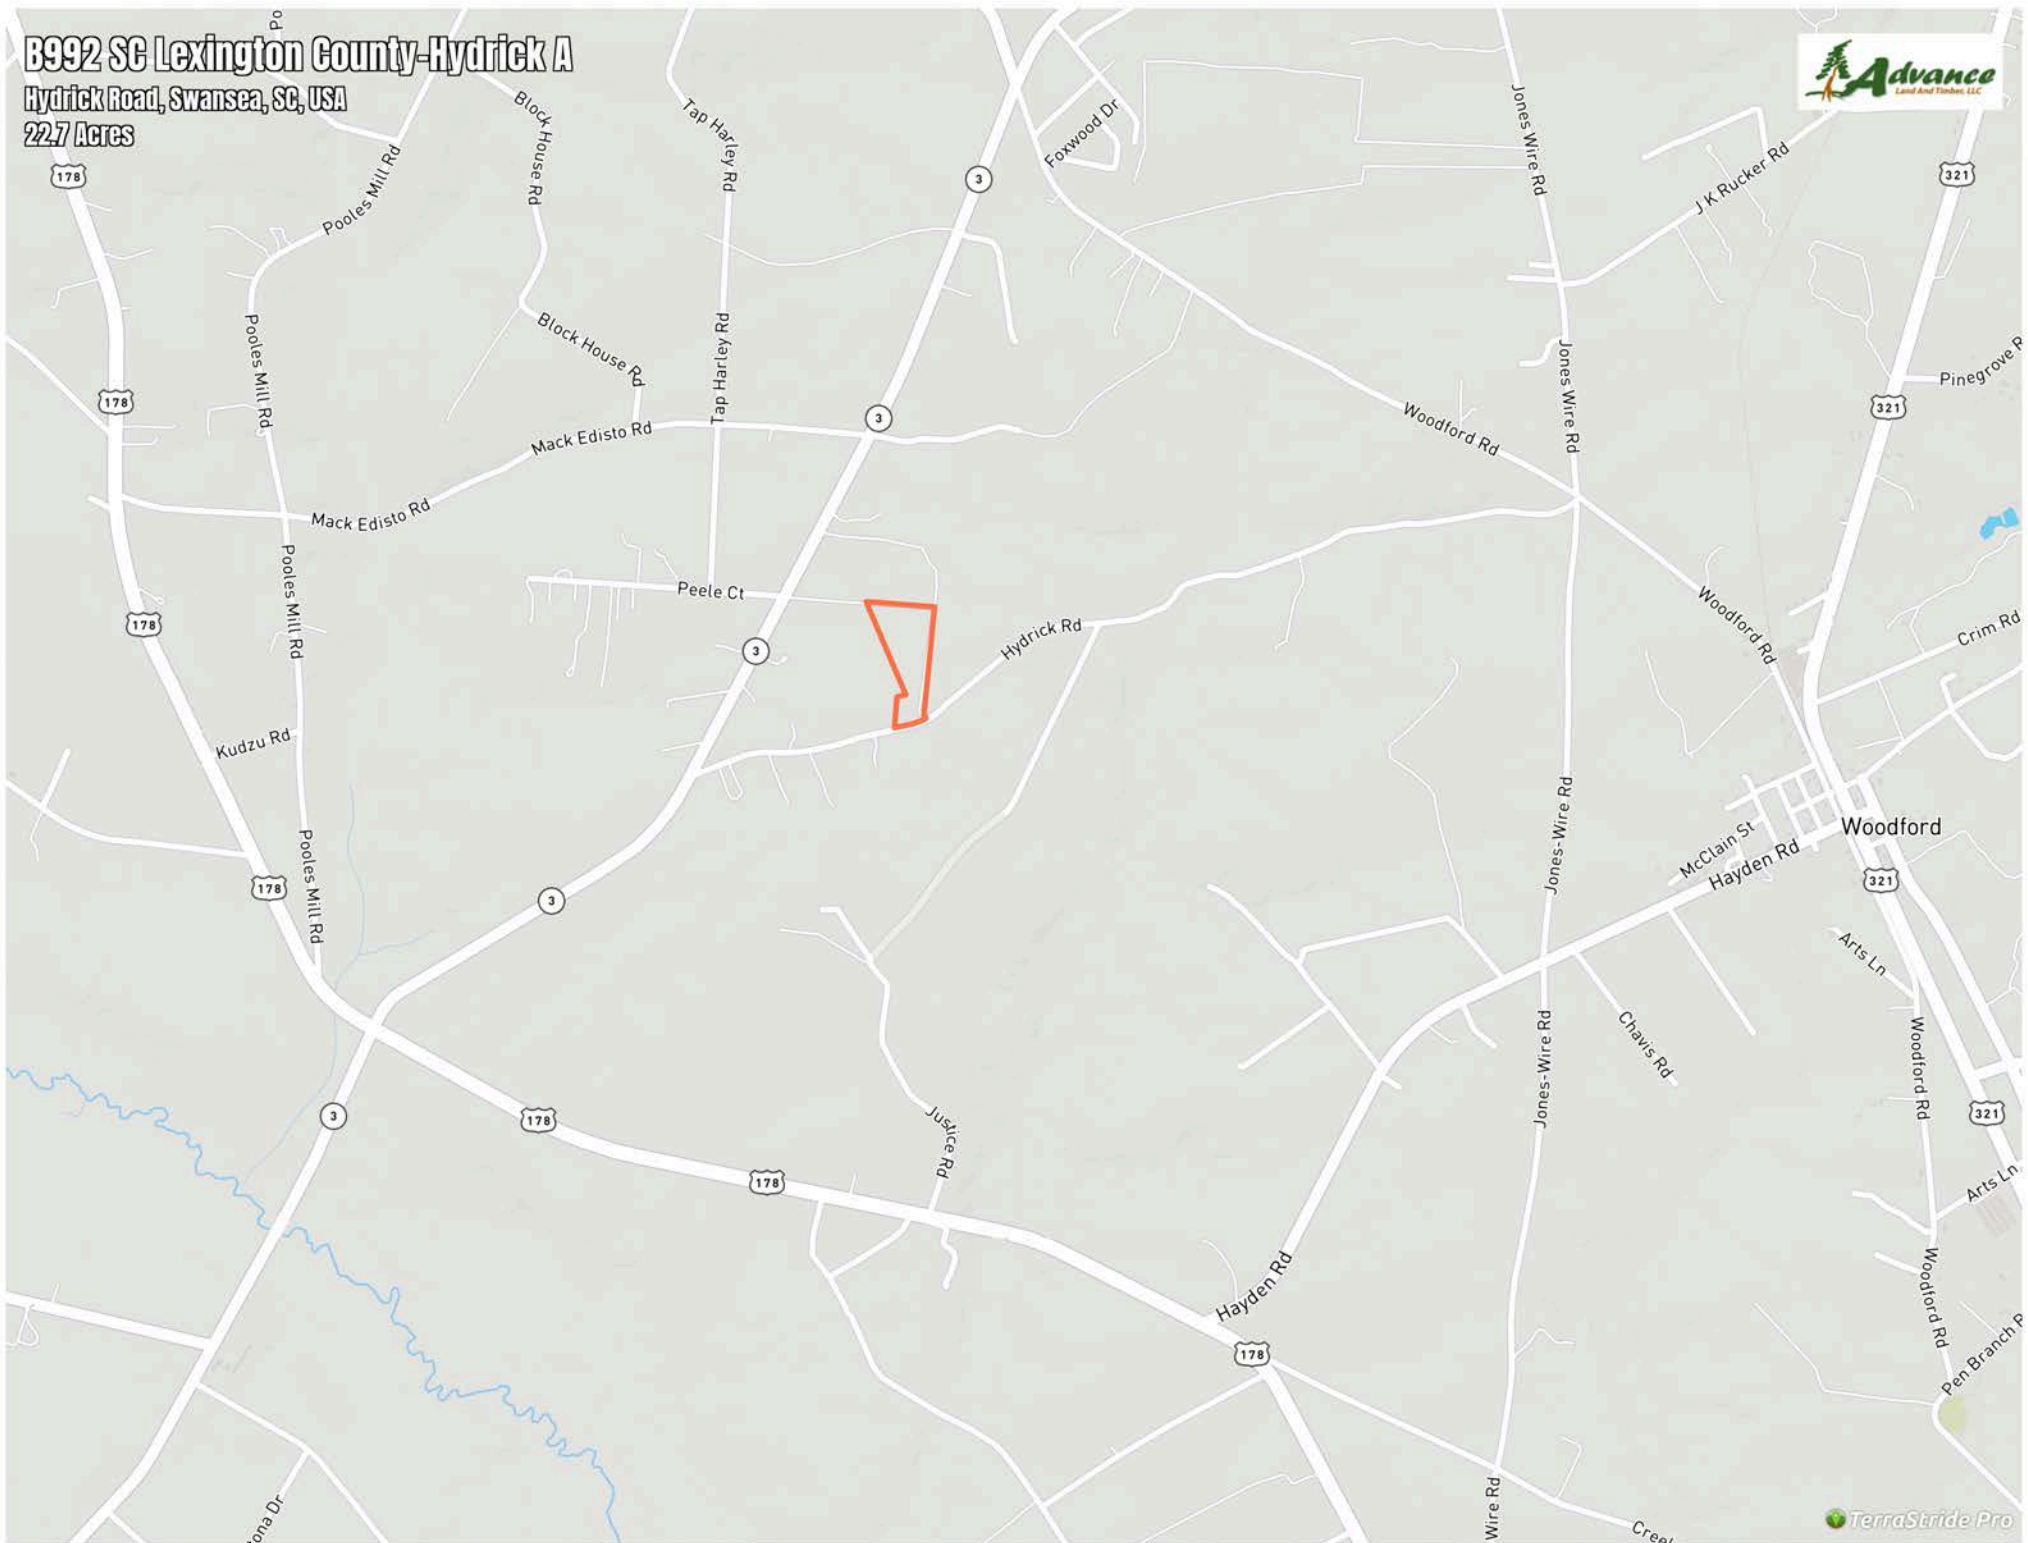 B992 SC Lexington County-Hydrick A
Hydrick Road, Swansea, SC, USA
22.7 Acres
Advance
Land And Timber, LLC
Po
178
Pooles Mill Rd
Block House Rd
Tap Harley Rd
3
Foxwood Dr
Jones Wire Rd
J K Rucker Rd
321
Pooles Mill Rd
Block House Rd
Tap Harley Rd
Jones Wire Rd
Pinegrove R
178
3
321
Mack Edisto Rd
Woodford Rd
Mack Edisto Rd
Pooles Mill Rd
Peele Ct
178
3
Hydrick Rd
Woodford Rd
Crim Rd
Kudzu Rd
Jones-Wire Rd
Woodford
McClain St
Hayden Rd
178
Pooles Mill Rd
3
321
Arts Ln
Jones-Wire Rd
Chavis Rd
Woodford Rd
3
178
Justice Rd
321
178
Arts Ln
Hayden Rd
Woodford Rd
178
Pen Branch R
ona Dr
Wire Rd
Creek
TerraStride Pro